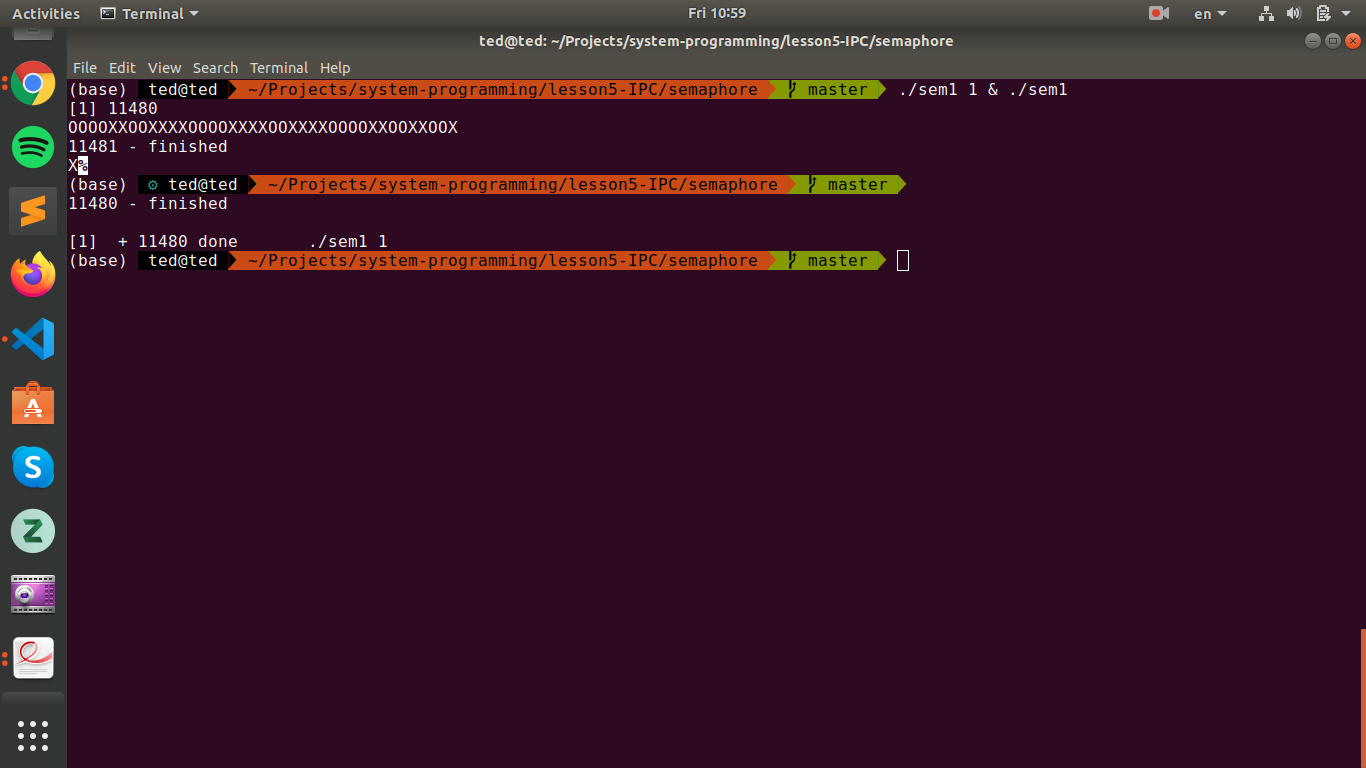 Activities Terminal Fri 10:59 en
ted@ted: ~/Projects/system-programming/lesson5-IPC/semaphore
File Edit View Search Terminal Help
(base) ted@ted ~/Projects/system-programming/lesson5-IPC/semaphore master ./sem1 1 & ./sem1
[1] 11480
OOOOXXOOXXXXOOOOXXXXOOXXXXOOOOXXOOXXOOX
11481 - finished
X%
(base) ⚙ ted@ted ~/Projects/system-programming/lesson5-IPC/semaphore master
11480 - finished
[1] + 11480 done ./sem1 1
(base) ted@ted ~/Projects/system-programming/lesson5-IPC/semaphore master